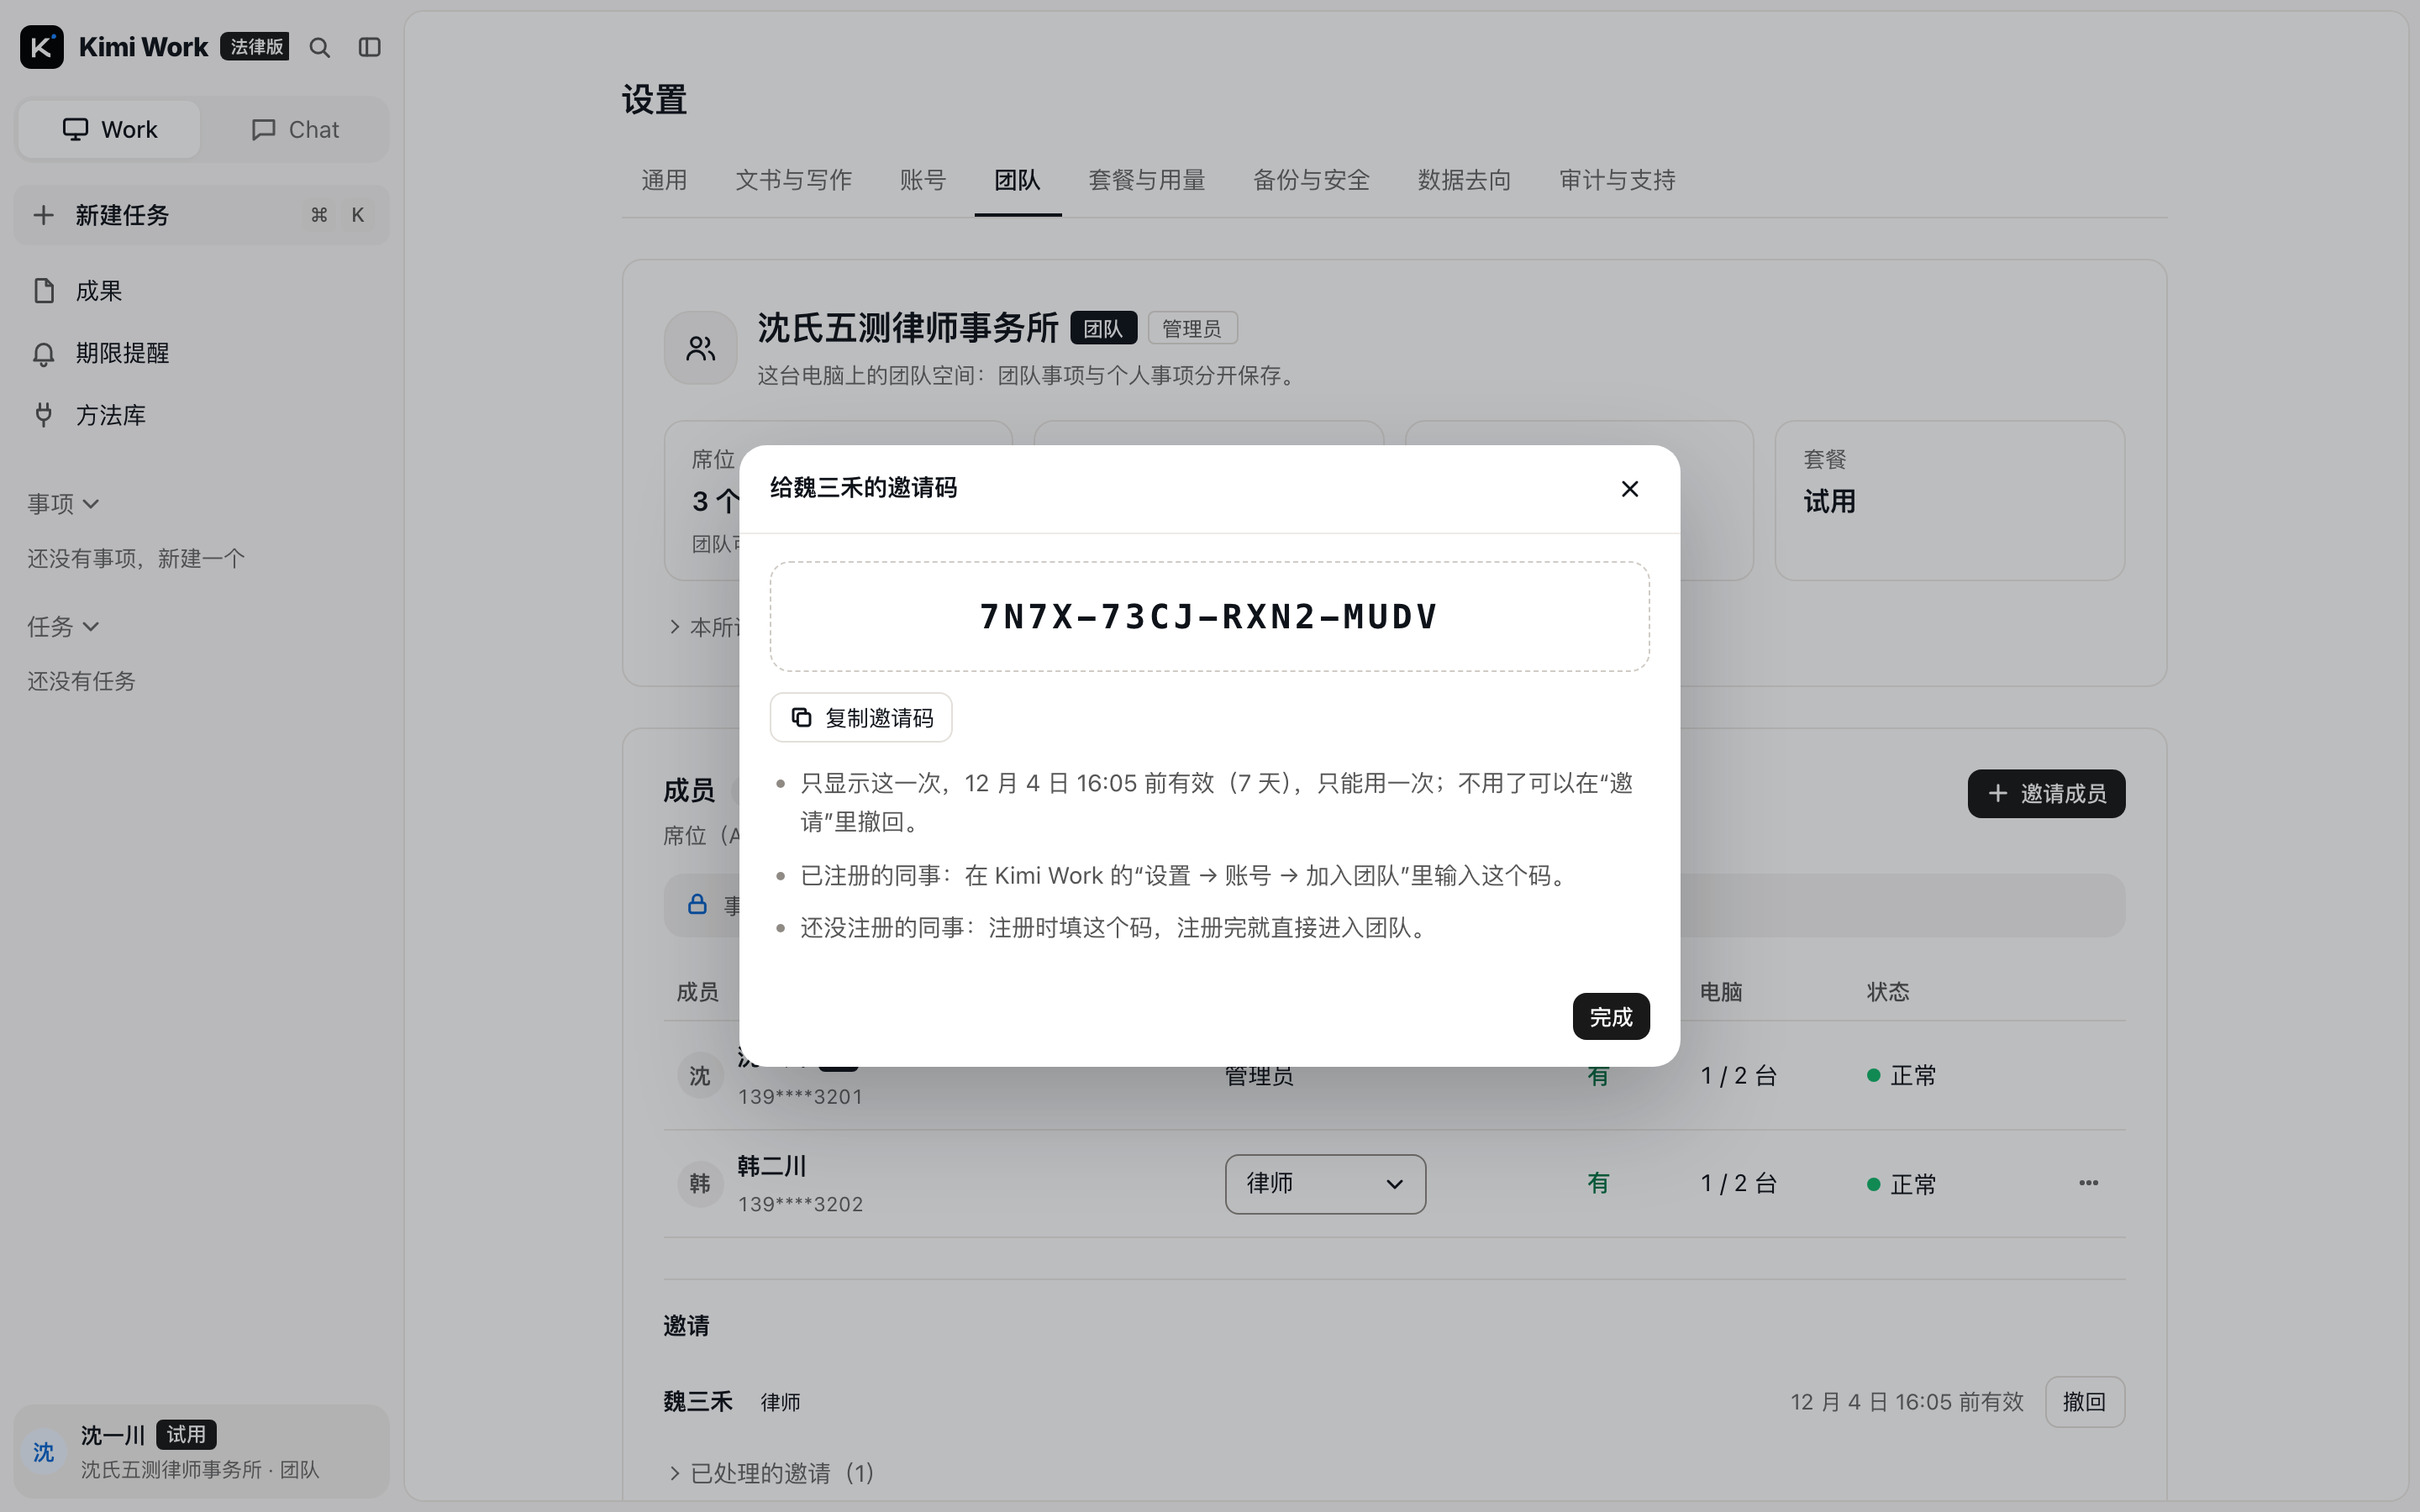 Kimi Work 法律版
Work
Chat
新建任务 ⌘ K
成果
期限提醒
方法库
事项
还没有事项，新建一个
任务
还没有任务
沈一川 试用
沈氏五测律师事务所 · 团队
设置
通用 文书与写作 账号 团队 套餐与用量 备份与安全 数据去向 审计与支持
沈氏五测律师事务所 团队 管理员
这台电脑上的团队空间：团队事项与个人事项分开保存。
席位
3 个
套餐
试用
给魏三禾的邀请码
7N7X-73CJ-RXN2-MUDV
复制邀请码
只显示这一次，12 月 4 日 16:05 前有效（7 天），只能用一次；不用了可以在“邀
请”里撤回。
已注册的同事：在 Kimi Work 的“设置 → 账号 → 加入团队”里输入这个码。
还没注册的同事：注册时填这个码，注册完就直接进入团队。
完成
成员
邀请成员
席位（A
成员 电脑 状态
沈
139****3201
管理员 有 1 / 2 台 正常
韩 韩二川
139****3202
律师 有 1 / 2 台 正常
邀请
魏三禾 律师 12 月 4 日 16:05 前有效 撤回
已处理的邀请（1）